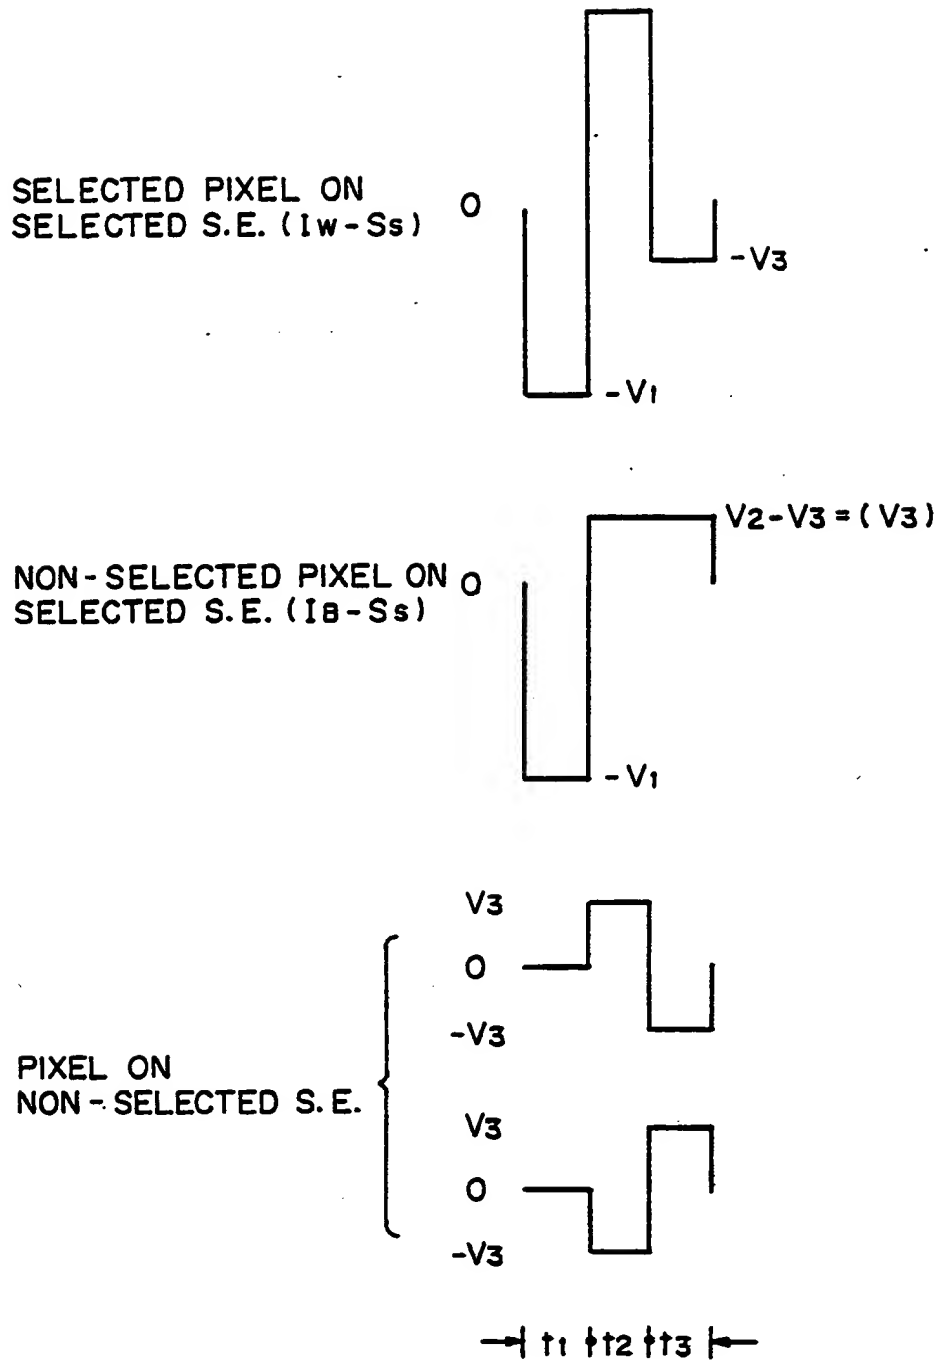 SELECTED PIXEL ON
SELECTED S.E. (Iw-Ss)
0
-V3
-V1
V2-V3=(V3)
NON-SELECTED PIXEL ON
SELECTED S.E. (IB-Ss)
0
-V1
V3
0
-V3
PIXEL ON
NON-SELECTED S.E.
V3
0
-V3
t1 t2 t3